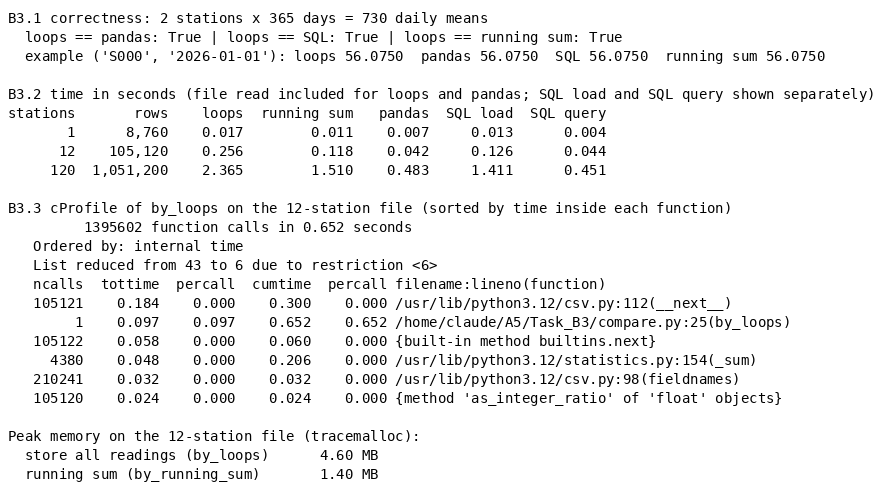 B3.1 correctness: 2 stations x 365 days = 730 daily means
  loops == pandas: True | loops == SQL: True | loops == running sum: True
  example ('S000', '2026-01-01'): loops 56.0750  pandas 56.0750  SQL 56.0750  running sum 56.0750

B3.2 time in seconds (file read included for loops and pandas; SQL load and SQL query shown separately)
stations       rows    loops  running sum   pandas  SQL load  SQL query
       1      8,760    0.017        0.011    0.007     0.013      0.004
      12    105,120    0.256        0.118    0.042     0.126      0.044
     120  1,051,200    2.365        1.510    0.483     1.411      0.451

B3.3 cProfile of by_loops on the 12-station file (sorted by time inside each function)
         1395602 function calls in 0.652 seconds
   Ordered by: internal time
   List reduced from 43 to 6 due to restriction <6>
   ncalls  tottime  percall  cumtime  percall filename:lineno(function)
   105121    0.184    0.000    0.300    0.000 /usr/lib/python3.12/csv.py:112(__next__)
        1    0.097    0.097    0.652    0.652 /home/claude/A5/Task_B3/compare.py:25(by_loops)
   105122    0.058    0.000    0.060    0.000 {built-in method builtins.next}
     4380    0.048    0.000    0.206    0.000 /usr/lib/python3.12/statistics.py:154(_sum)
   210241    0.032    0.000    0.032    0.000 /usr/lib/python3.12/csv.py:98(fieldnames)
   105120    0.024    0.000    0.024    0.000 {method 'as_integer_ratio' of 'float' objects}

Peak memory on the 12-station file (tracemalloc):
  store all readings (by_loops)      4.60 MB
  running sum (by_running_sum)       1.40 MB